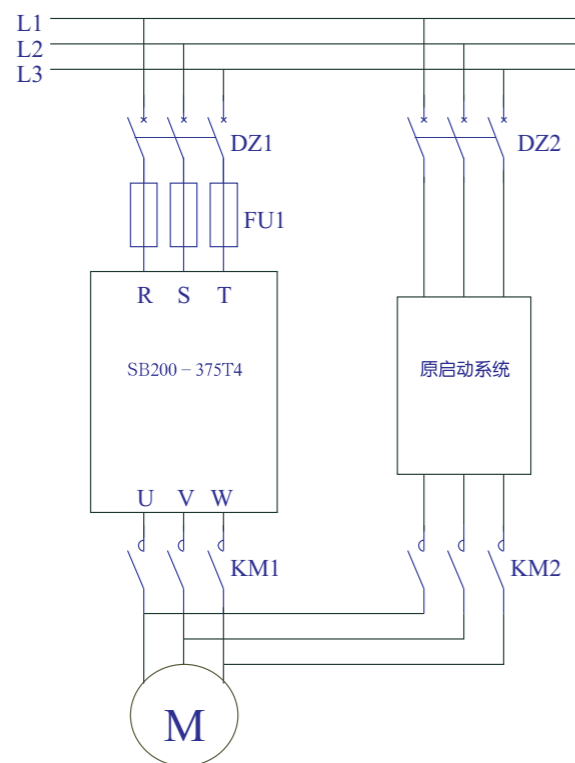 L1
L2
L3
DZ1
DZ2
FU1
R S T
SB200－375T4
原启动系统
U V W
KM1
KM2
M